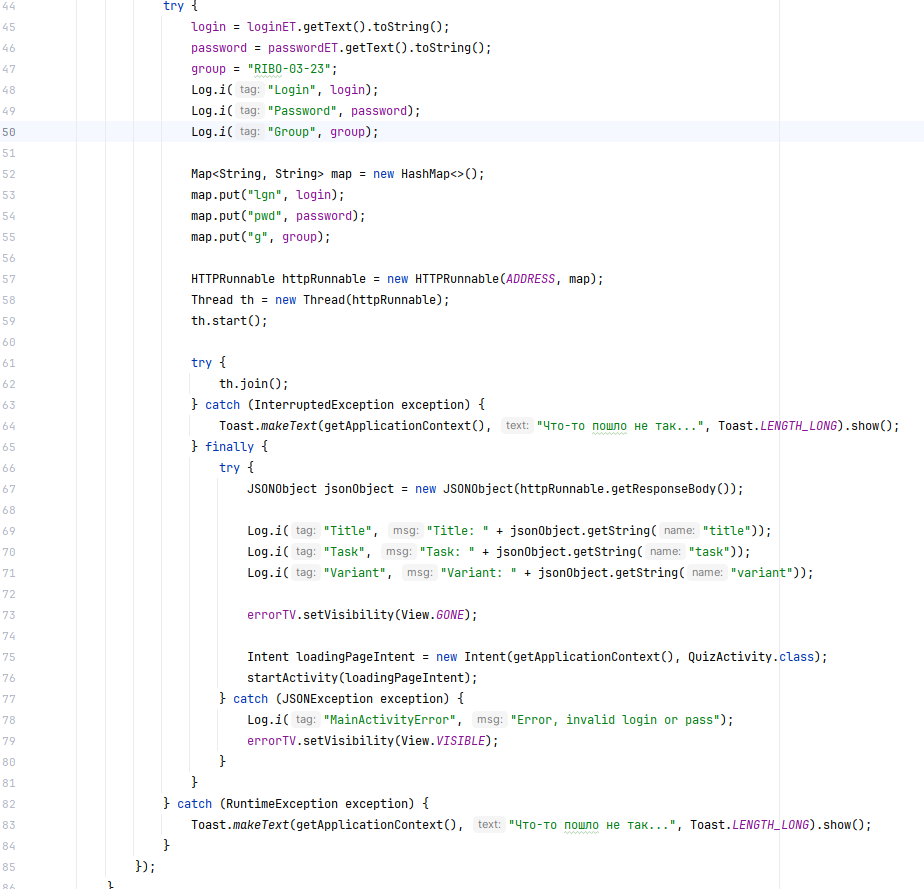 44 try {
45 login = loginET.getText().toString();
46 password = passwordET.getText().toString();
47 group = "RIBO-03-23";
48 Log.i( tag: "Login", login);
49 Log.i( tag: "Password", password);
50 Log.i( tag: "Group", group);
51
52 Map<String, String> map = new HashMap<>();
53 map.put("lgn", login);
54 map.put("pwd", password);
55 map.put("g", group);
56
57 HTTPRunnable httpRunnable = new HTTPRunnable(ADDRESS, map);
58 Thread th = new Thread(httpRunnable);
59 th.start();
60
61 try {
62 th.join();
63 } catch (InterruptedException exception) {
64 Toast.makeText(getApplicationContext(), text: "Что-то пошло не так...", Toast.LENGTH_LONG).show();
65 } finally {
66 try {
67 JSONObject jsonObject = new JSONObject(httpRunnable.getResponseBody());
68
69 Log.i( tag: "Title", msg: "Title: " + jsonObject.getString( name: "title"));
70 Log.i( tag: "Task", msg: "Task: " + jsonObject.getString( name: "task"));
71 Log.i( tag: "Variant", msg: "Variant: " + jsonObject.getString( name: "variant"));
72
73 errorTV.setVisibility(View.GONE);
74
75 Intent loadingPageIntent = new Intent(getApplicationContext(), QuizActivity.class);
76 startActivity(loadingPageIntent);
77 } catch (JSONException exception) {
78 Log.i( tag: "MainActivityError", msg: "Error, invalid login or pass");
79 errorTV.setVisibility(View.VISIBLE);
80 }
81 }
82 } catch (RuntimeException exception) {
83 Toast.makeText(getApplicationContext(), text: "Что-то пошло не так...", Toast.LENGTH_LONG).show();
84 }
85 });
86 }